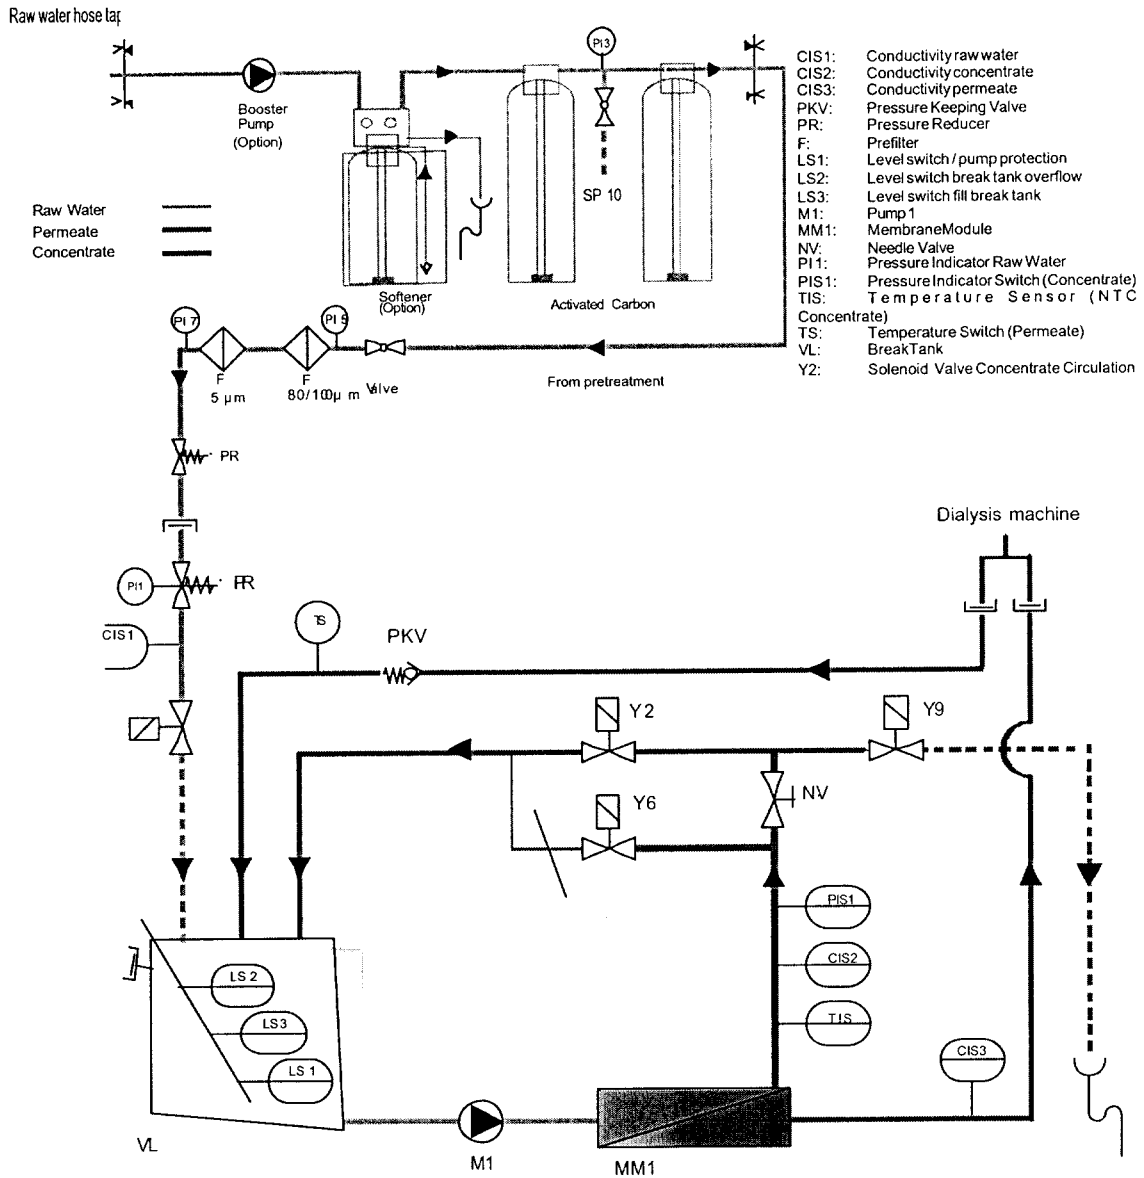 Raw water hose tap
PI3
Booster
Pump
(Option)
SP 10
Softener
(Option)
Activated Carbon
Raw Water
Permeate
Concentrate
CIS1: Conductivity raw water
CIS2: Conductivity concentrate
CIS3: Conductivity permeate
PKV: Pressure Keeping Valve
PR: Pressure Reducer
F: Prefilter
LS1: Level switch / pump protection
LS2: Level switch break tank overflow
LS3: Level switch fill break tank
M1: Pump 1
MM1: Membrane Module
NV: Needle Valve
PI1: Pressure Indicator Raw Water
PIS1: Pressure Indicator Switch (Concentrate)
TIS: Temperature Sensor (NTC
Concentrate)
TS: Temperature Switch (Permeate)
VL: Break Tank
Y2: Solenoid Valve Concentrate Circulation
PI 7
PI 5
F
5 µm
F
80/100µ m
Valve
From pretreatment
PR
Dialysis machine
PI1
PR
CIS1
TS
PKV
Y2
Y9
Y6
NV
PIS1
CIS2
TIS
LS 2
LS3
LS 1
CIS3
VL
M1
MM1